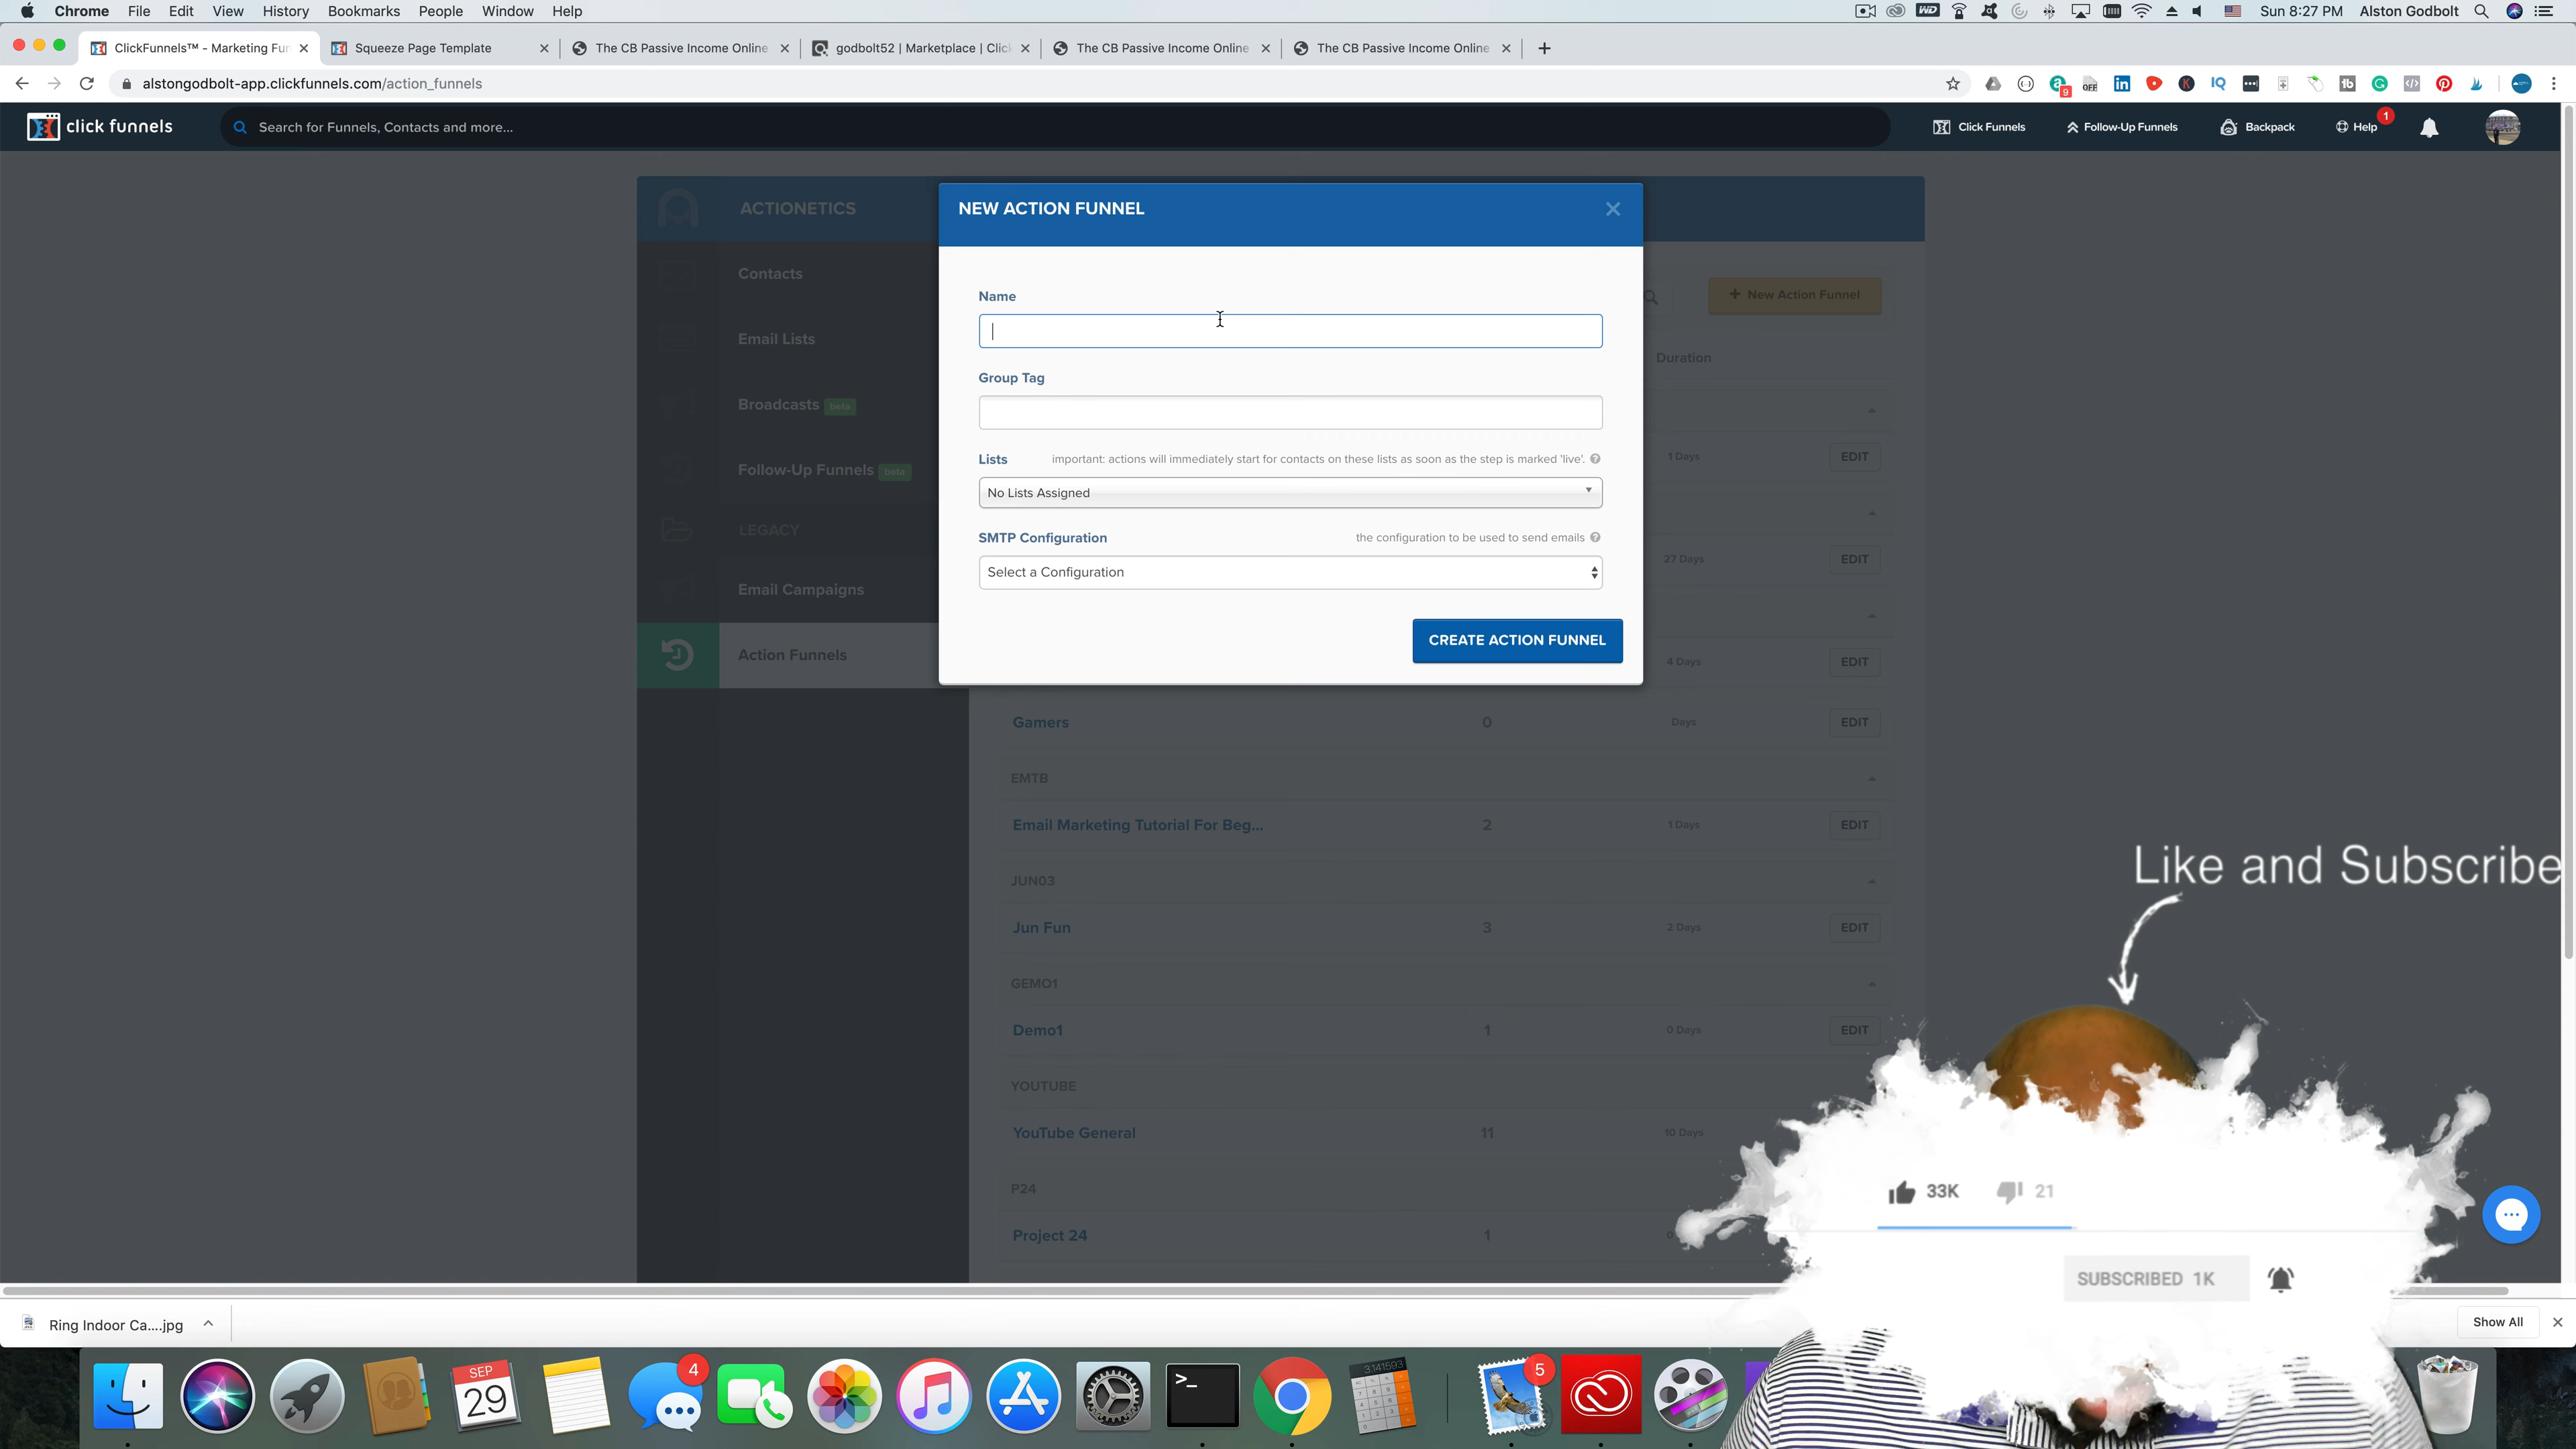 Chrome File Edit View History Bookmarks People Window Help
WD
Sun 8:27 PM Alston Godbolt
ClickFunnels™ - Marketing Fun
Squeeze Page Template
The CB Passive Income Online
godbolt52 | Marketplace | Clic
The CB Passive Income Online
The CB Passive Income Online
alstongodbolt-app.clickfunnels.com/action_funnels
click funnels
Search for Funnels, Contacts and more...
Click Funnels
Follow-Up Funnels
Backpack
Help
1
ACTIONETICS
NEW ACTION FUNNEL
Contacts
Name
+ New Action Funnel
Email Lists
Duration
Group Tag
Broadcasts beta
Lists important: actions will immediately start for contacts on these lists as soon as the step is marked 'live'.
1 Days EDIT
Follow-Up Funnels beta
No Lists Assigned
LEGACY
SMTP Configuration the configuration to be used to send emails
27 Days EDIT
Select a Configuration
Email Campaigns
CREATE ACTION FUNNEL
Action Funnels
4 Days EDIT
Gamers 0 Days EDIT
EMTB
Email Marketing Tutorial For Beg... 2 1 Days EDIT
Like and Subscribe
JUN03
Jun Fun 3 2 Days EDIT
GEMO1
Demo1 1 0 Days EDIT
YOUTUBE
YouTube General 11 10 Days
P24
33K 21
Project 24 1
SUBSCRIBED 1K
Ring Indoor Ca....jpg
Show All
SEP
29
4
3.141593
5